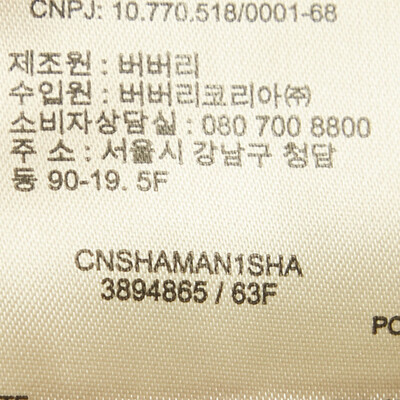 CNPJ: 10.770.518/0001-68
제조원 : 버버리
수입원 : 버버리코리아㈜
소비자상담실 : 080 700 8800
주 소 : 서울시 강남구 청담
동 90-19. 5F
CNSHAMAN1SHA
3894865 / 63F
PO